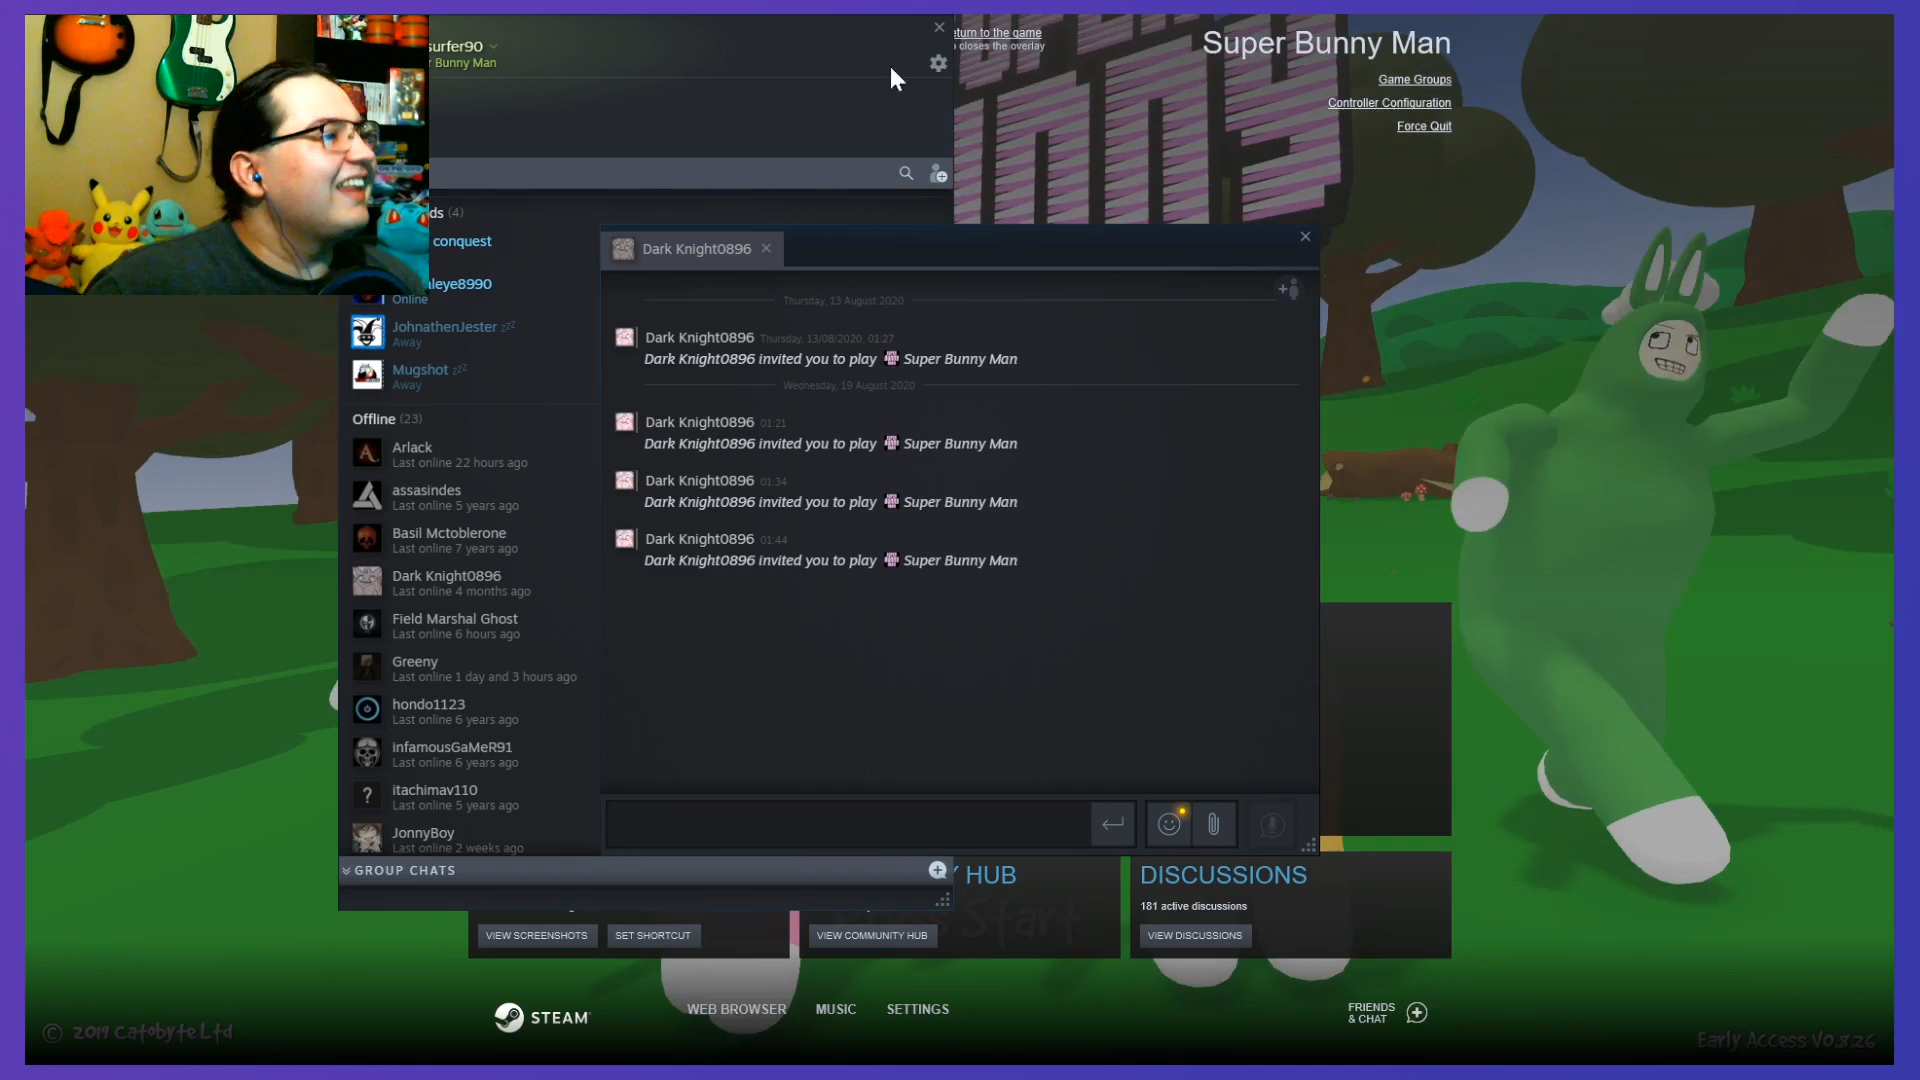 surfer90
r Bunny Man
eturn to the game
closes the overlay
Super Bunny Man
Game Groups
Controller Configuration
Force Quit
ds (4)
conquest
leye8990
Online
JohnathenJester zzZ
Away
Mugshot zzZ
Away
Offline (23)
Arlack
Last online 22 hours ago
assasindes
Last online 5 years ago
Basil Mctoblerone
Last online 7 years ago
Dark Knight0896
Last online 4 months ago
Field Marshal Ghost
Last online 6 hours ago
Greeny
Last online 1 day and 3 hours ago
hondo1123
Last online 6 years ago
infamousGaMeR91
Last online 6 years ago
itachimav110
Last online 5 years ago
JonnyBoy
Last online 2 weeks ago
GROUP CHATS
Dark Knight0896
Thursday, 13 August 2020
Dark Knight0896 Thursday, 13/08/2020, 01:27
Dark Knight0896 invited you to play Super Bunny Man
Wednesday, 19 August 2020
Dark Knight0896 01:21
Dark Knight0896 invited you to play Super Bunny Man
Dark Knight0896 01:34
Dark Knight0896 invited you to play Super Bunny Man
Dark Knight0896 01:44
Dark Knight0896 invited you to play Super Bunny Man
Y HUB
Start
DISCUSSIONS
181 active discussions
VIEW SCREENSHOTS
SET SHORTCUT
VIEW COMMUNITY HUB
VIEW DISCUSSIONS
STEAM
WEB BROWSER
MUSIC
SETTINGS
FRIENDS
& CHAT
© 2019 Catobyte Ltd
Early Access V0.8.26